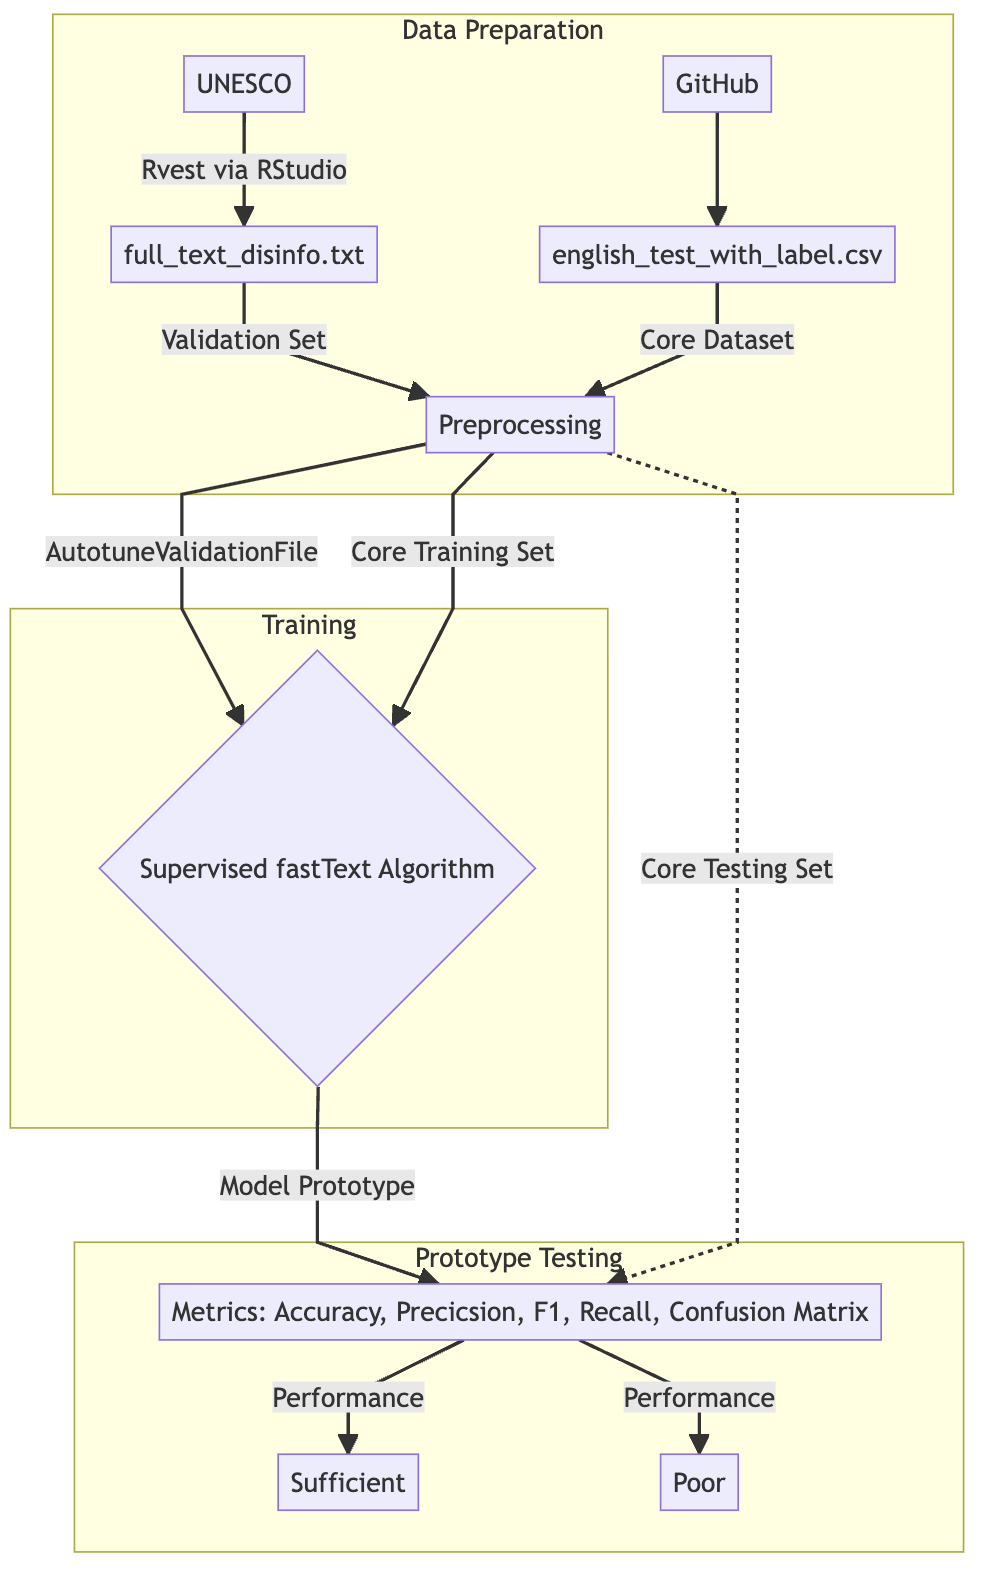 Data Preparation
UNESCO
GitHub
Rvest via RStudio
full_text_disinfo.txt
english_test_with_label.csv
Validation Set
Core Dataset
Preprocessing
AutotuneValidationFile
Core Training Set
Training
Supervised fastText Algorithm
Core Testing Set
Model Prototype
Prototype Testing
Metrics: Accuracy, Precicsion, F1, Recall, Confusion Matrix
Performance
Performance
Sufficient
Poor